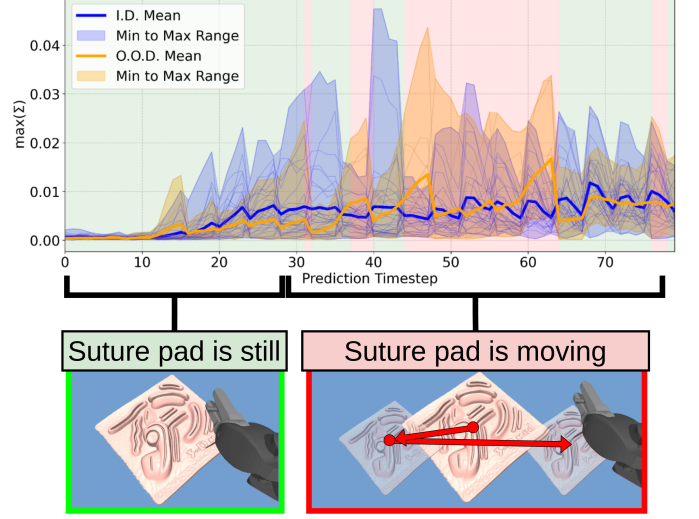 I.D. Mean
Min to Max Range
O.O.D. Mean
Min to Max Range
max(Σ)
0.04
0.03
0.02
0.01
0.00
0 10 20 30 40 50 60 70
Prediction Timestep
Suture pad is still
Suture pad is moving